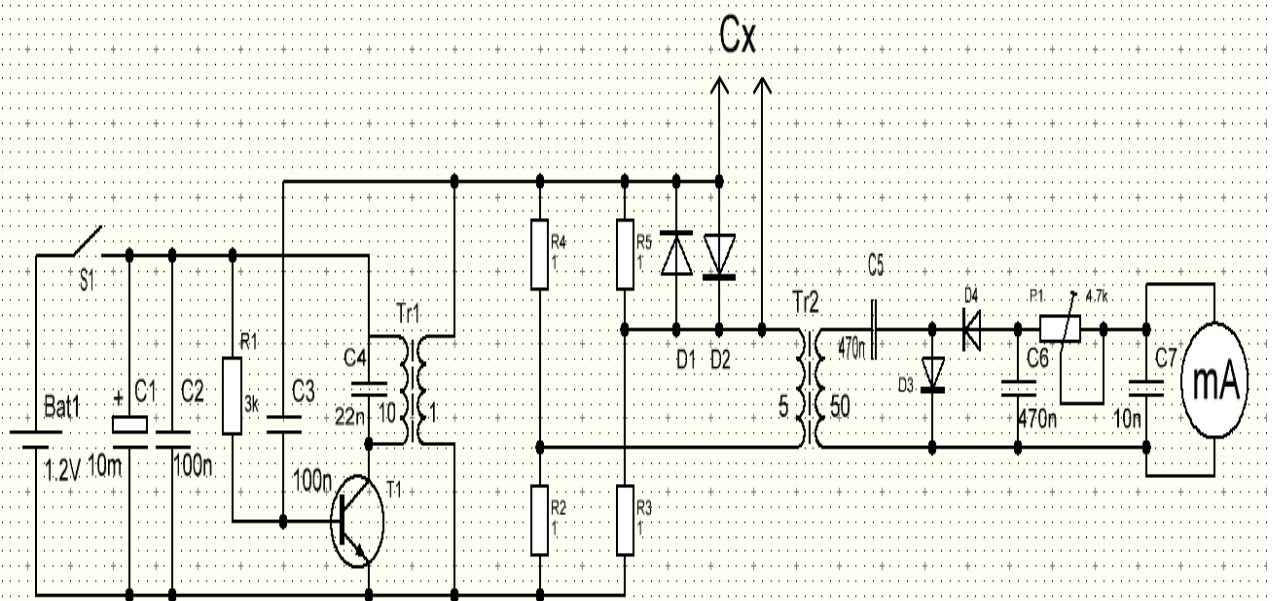 Cx
S1
Bat1
1.2V
+
C1
10m
C2
100n
R1
3k
C3
100n
C4
22n
Tr1
10
1
T1
R4
1
R5
1
R2
1
R3
1
D1
D2
Tr2
5
50
C5
470n
D3
D4
C6
470n
P1
4.7k
C7
10n
mA